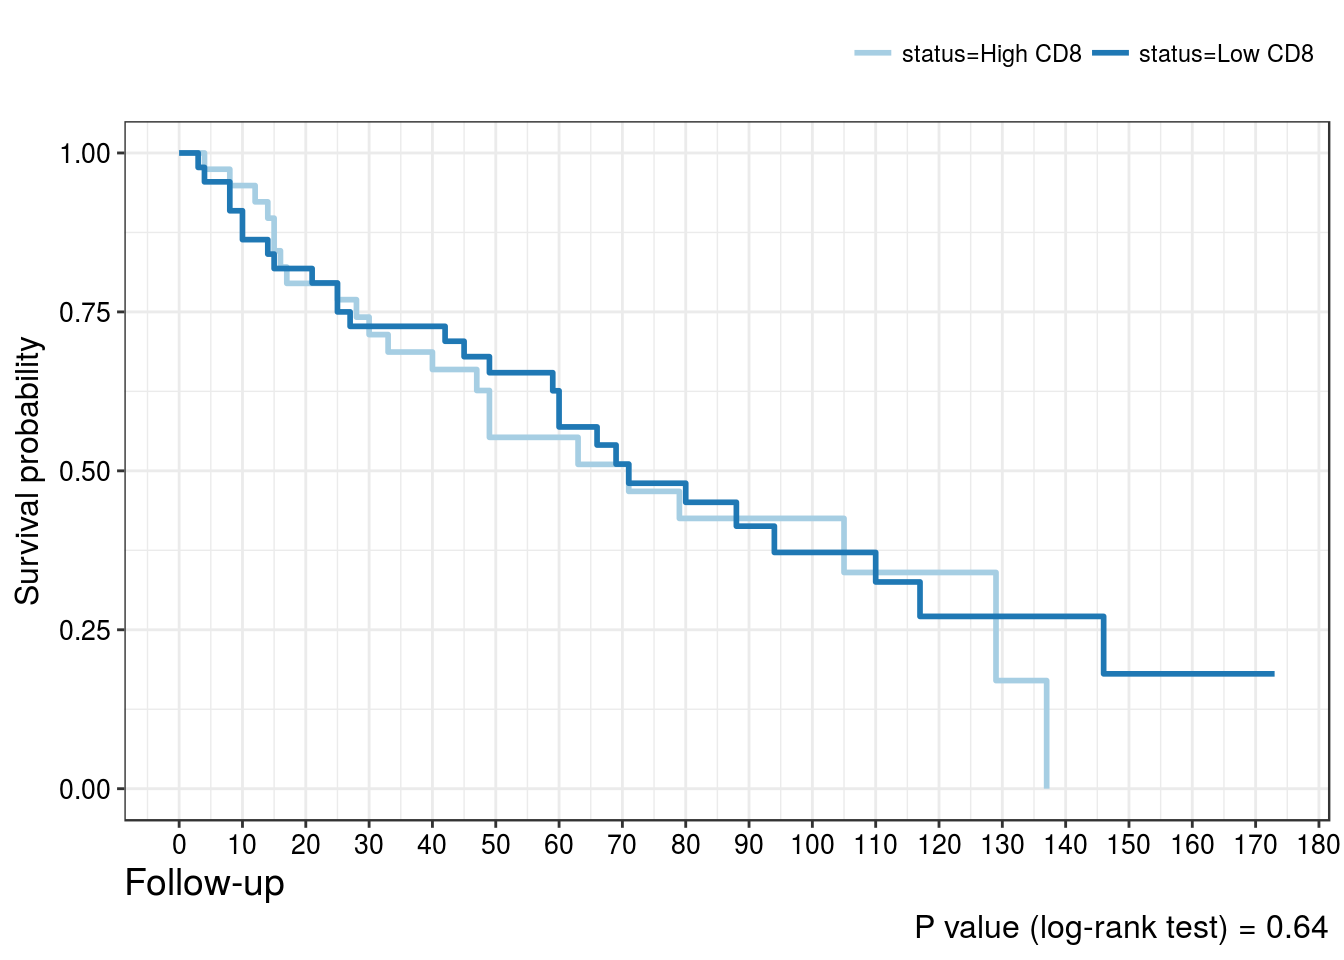 status=High CD8 status=Low CD8
1.00
0.75
0.50
0.25
0.00
Survival probability
0 10 20 30 40 50 60 70 80 90 100 110 120 130 140 150 160 170 180
Follow-up
P value (log-rank test) = 0.64